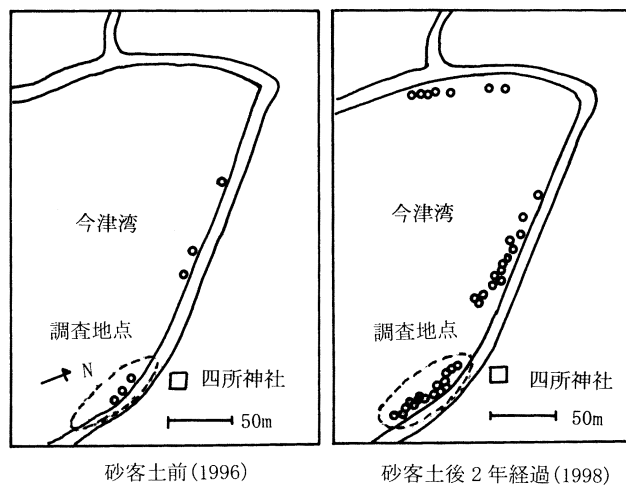 今津湾
調査地点
N
四所神社
50m
砂客土前(1996)
今津湾
調査地点
四所神社
50m
砂客土後2年経過(1998)